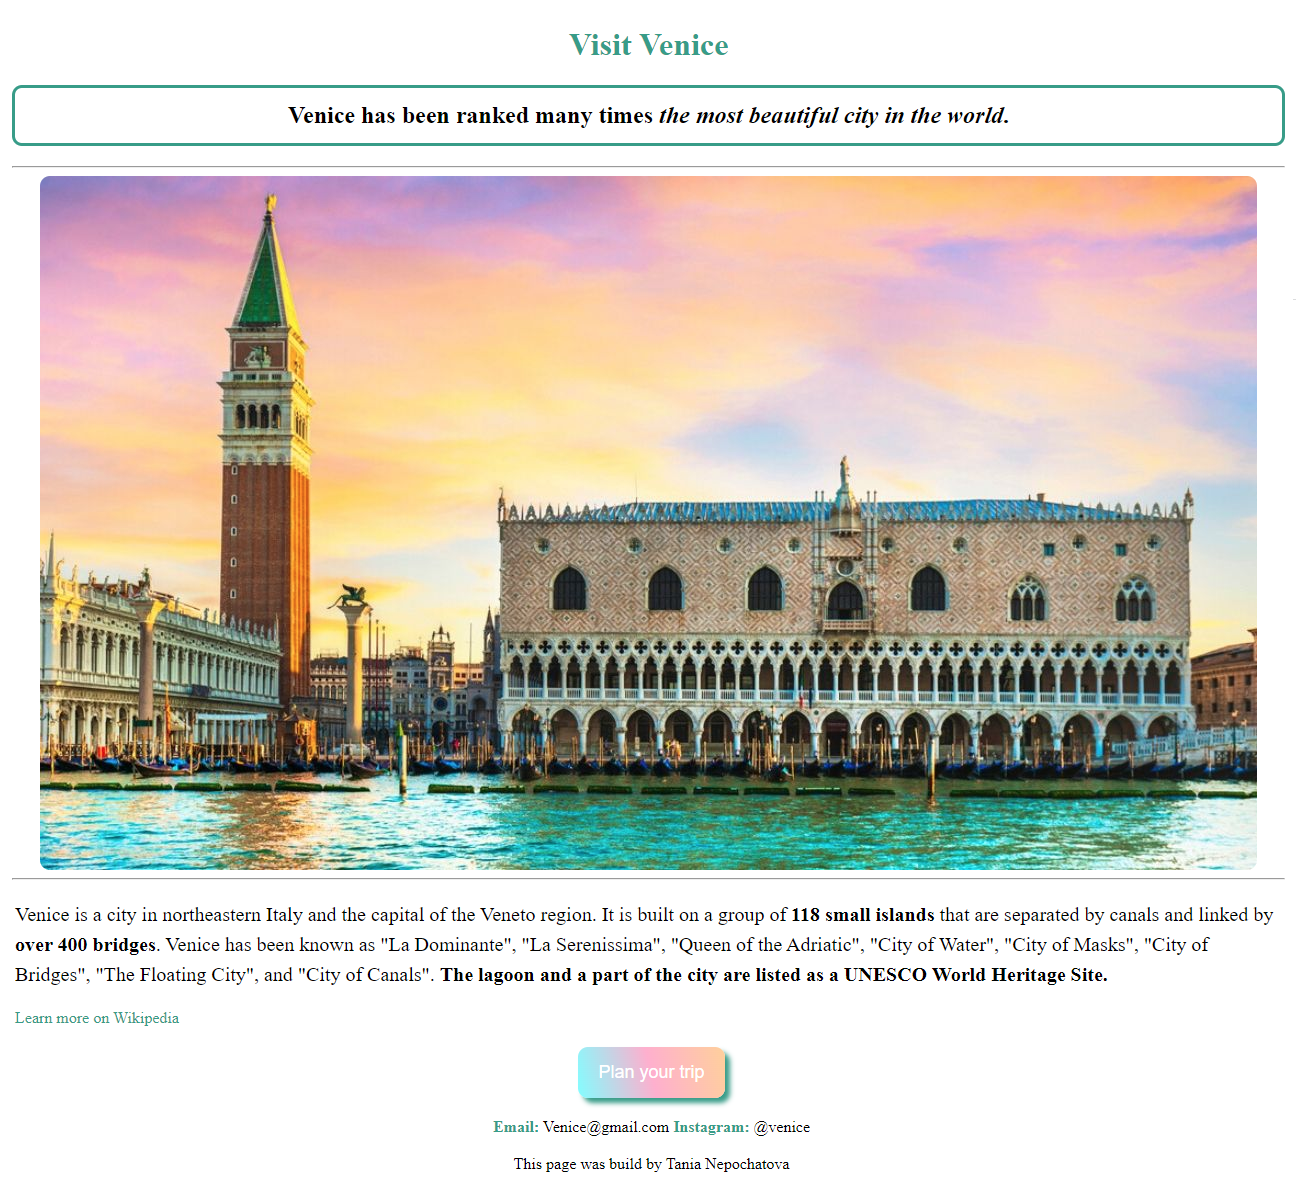 Visit Venice
Venice has been ranked many times the most beautiful city in the world.
Venice is a city in northeastern Italy and the capital of the Veneto region. It is built on a group of 118 small islands that are separated by canals and linked by
over 400 bridges. Venice has been known as "La Dominante", "La Serenissima", "Queen of the Adriatic", "City of Water", "City of Masks", "City of
Bridges", "The Floating City", and "City of Canals". The lagoon and a part of the city are listed as a UNESCO World Heritage Site.
Learn more on Wikipedia
Plan your trip
Email: Venice@gmail.com Instagram: @venice
This page was build by Tania Nepochatova